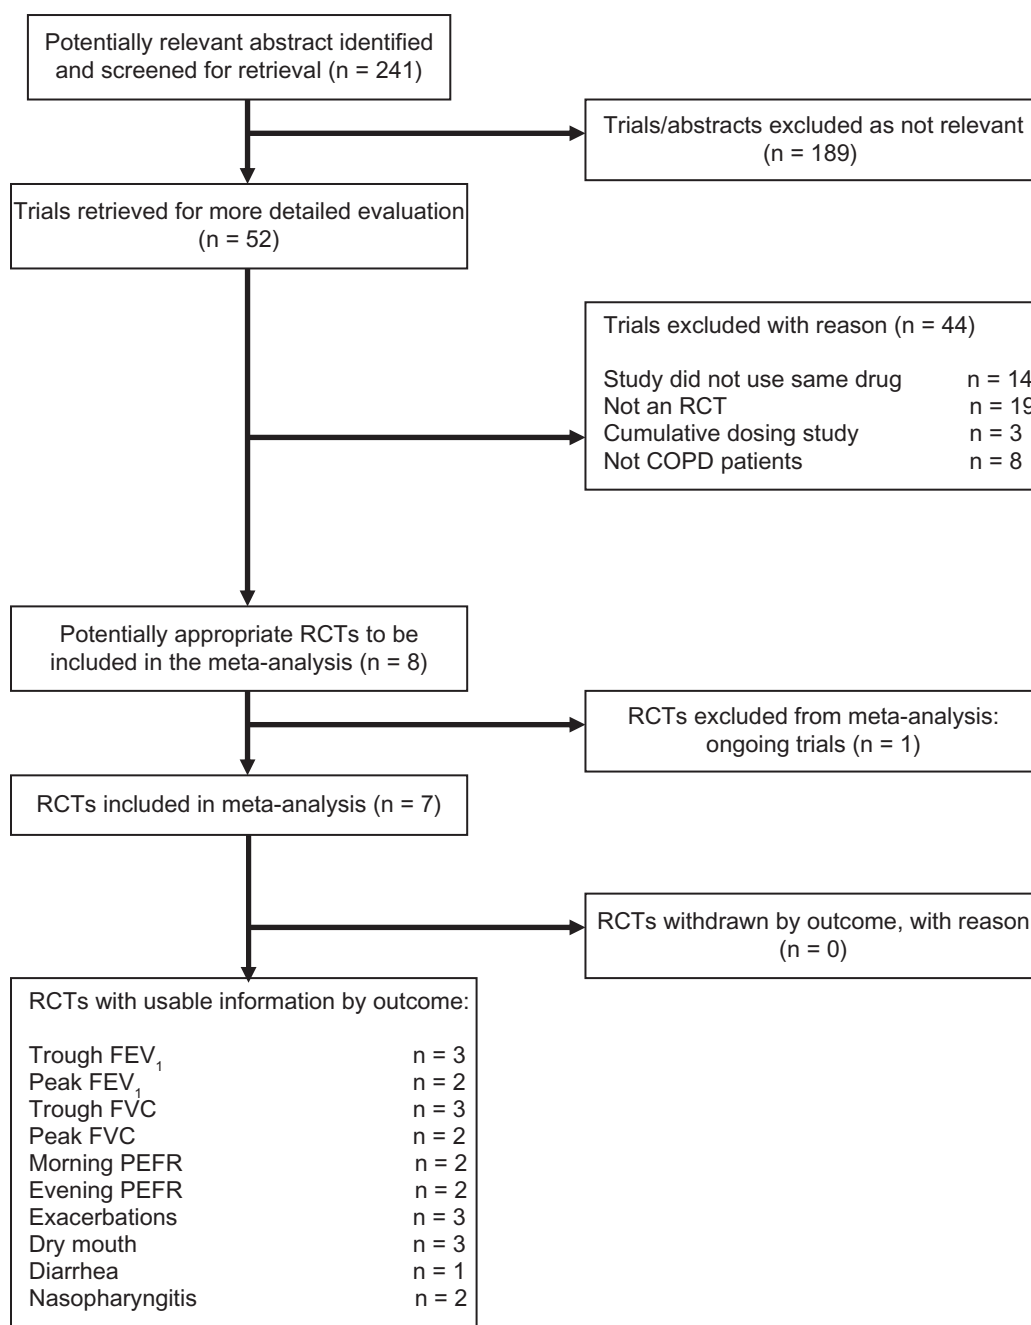 Potentially relevant abstract identified
and screened for retrieval (n = 241)
Trials/abstracts excluded as not relevant
(n = 189)
Trials retrieved for more detailed evaluation
(n = 52)
Trials excluded with reason (n = 44)
Study did not use same drug n = 14
Not an RCT n = 19
Cumulative dosing study n = 3
Not COPD patients n = 8
Potentially appropriate RCTs to be
included in the meta-analysis (n = 8)
RCTs excluded from meta-analysis:
ongoing trials (n = 1)
RCTs included in meta-analysis (n = 7)
RCTs withdrawn by outcome, with reason
(n = 0)
RCTs with usable information by outcome:
Trough FEV₁ n = 3
Peak FEV₁ n = 2
Trough FVC n = 3
Peak FVC n = 2
Morning PEFR n = 2
Evening PEFR n = 2
Exacerbations n = 3
Dry mouth n = 3
Diarrhea n = 1
Nasopharyngitis n = 2